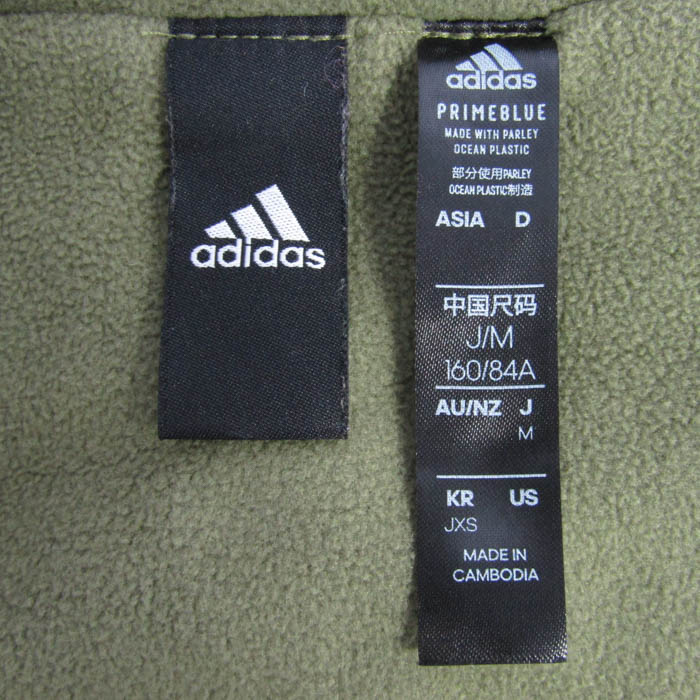 adidas
adidas
PRIMEBLUE
MADE WITH PARLEY
OCEAN PLASTIC
部分使用PARLEY
OCEAN PLASTIC制造
ASIA D
中国尺码
J/M
160/84A
AU/NZ J
M
KR US
JXS
MADE IN
CAMBODIA